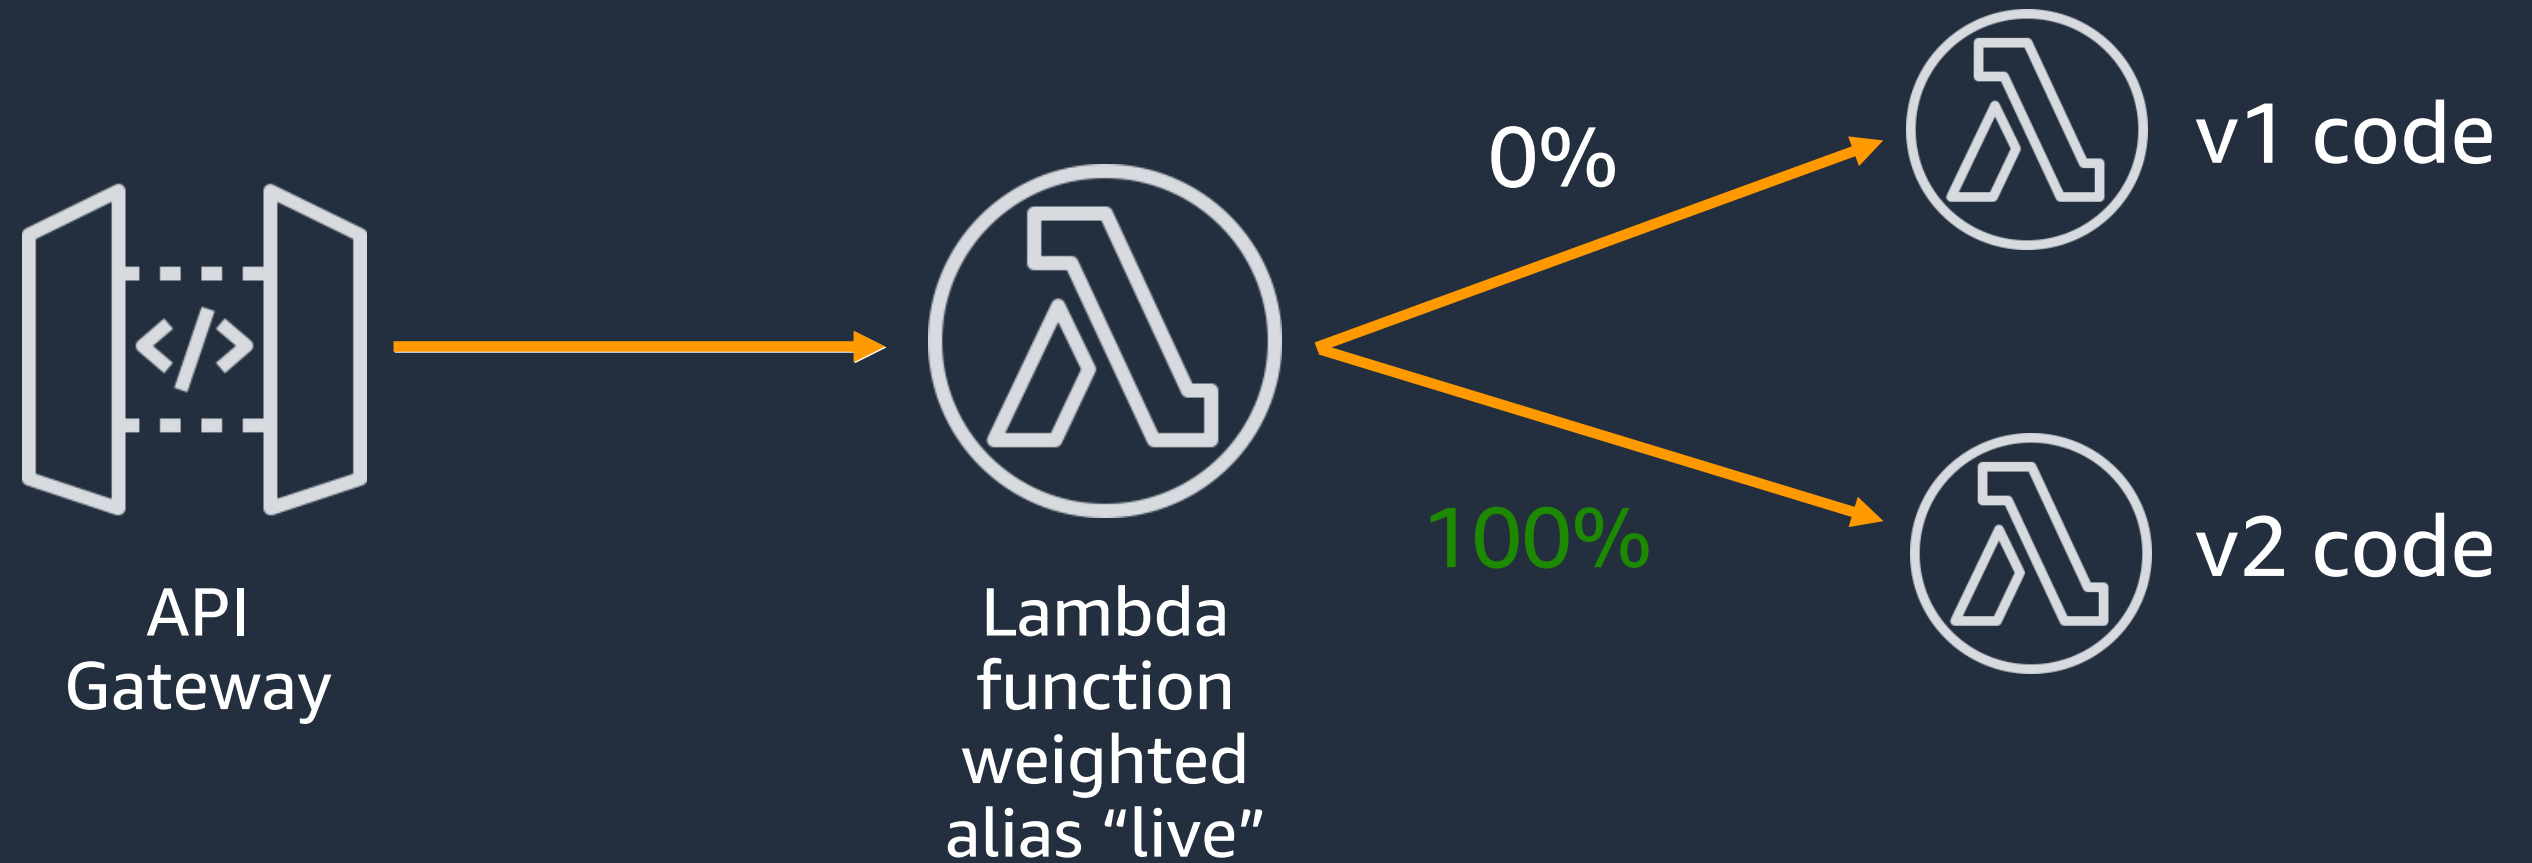 API
Gateway
Lambda
function
weighted
alias “live”
0%
100%
v1 code
v2 code